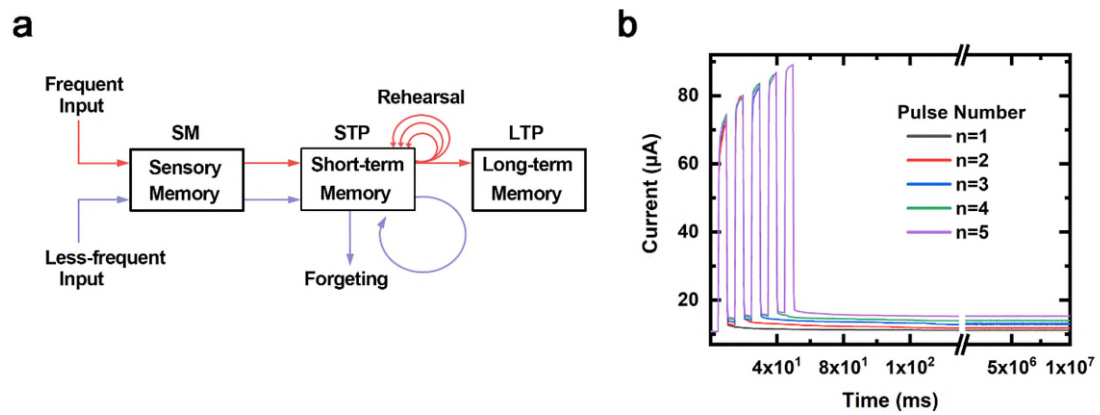 a
Frequent
Input
SM
Sensory
Memory
Less-frequent
Input
STP
Short-term
Memory
Forgeting
Rehearsal
LTP
Long-term
Memory
b
Current (μA)
80
60
40
20
Pulse Number
n=1
n=2
n=3
n=4
n=5
4x10¹ 8x10¹ 1x10² 5x10⁶ 1x10⁷
Time (ms)